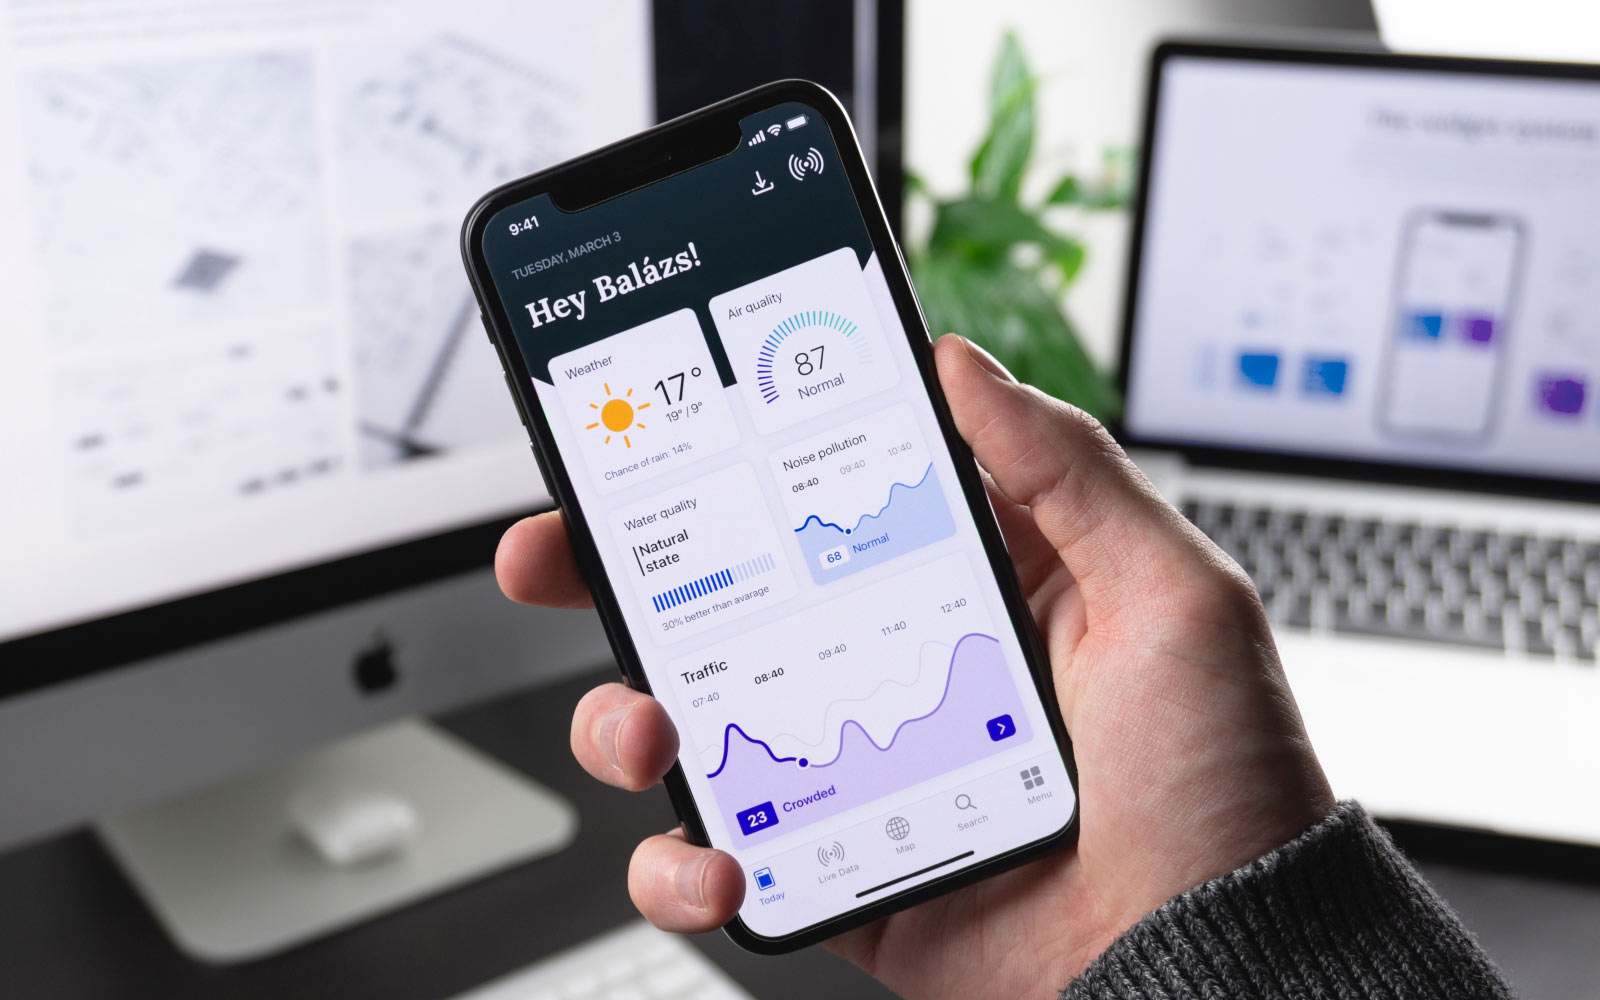 9:41
TUESDAY, MARCH 3
Hey Balázs!
Weather
17°
19° / 9°
Chance of rain: 14%
Air quality
87
Normal
Water quality
Natural
state
30% better than avarage
Noise pollution
08:40 09:40 10:40
68 Normal
Traffic
07:40 08:40 09:40 11:40 12:40
23 Crowded
Today Live Data Map Search Menu